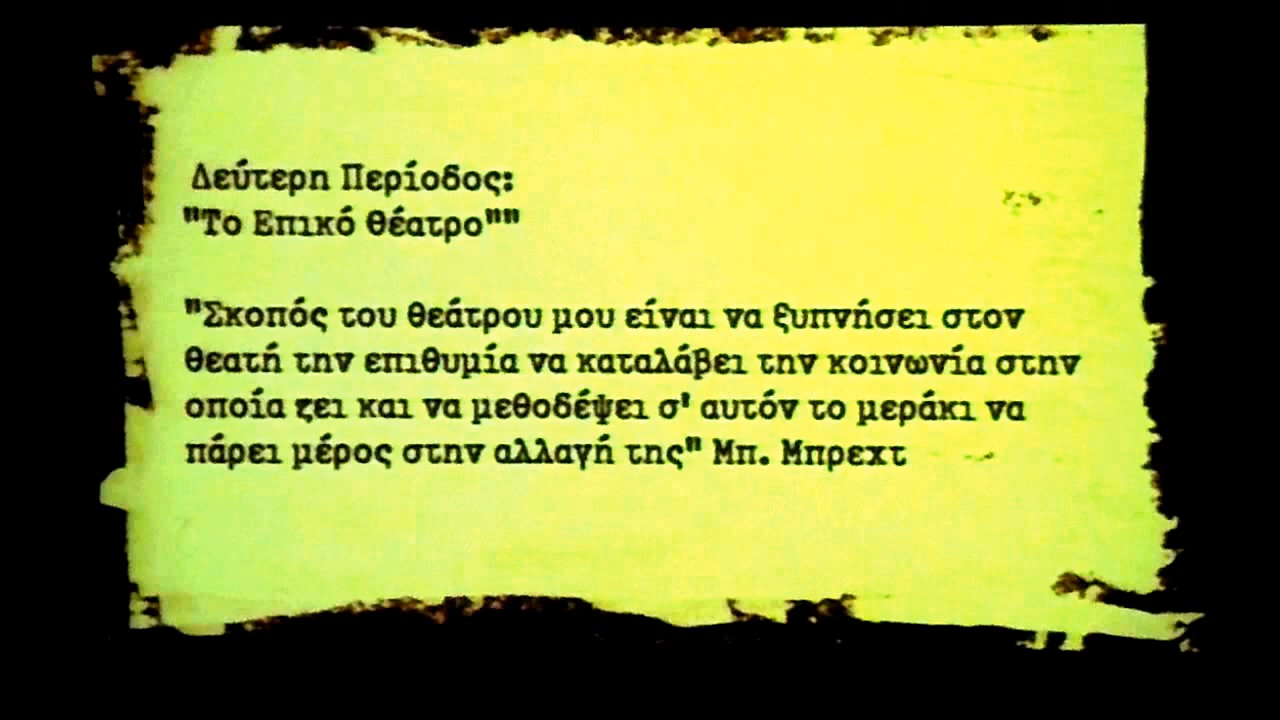 Δεύτερη Περίοδος:
"Το Επικό θέατρο""
"Σκοπός του θεάτρου μου είναι να ξυπνήσει στον
θεατή την επιθυμία να καταλάβει την κοινωνία στην
οποία ζει και να μεθοδέψει σ' αυτόν το μεράκι να
πάρει μέρος στην αλλαγή της" Μπ. Μπρεχτ